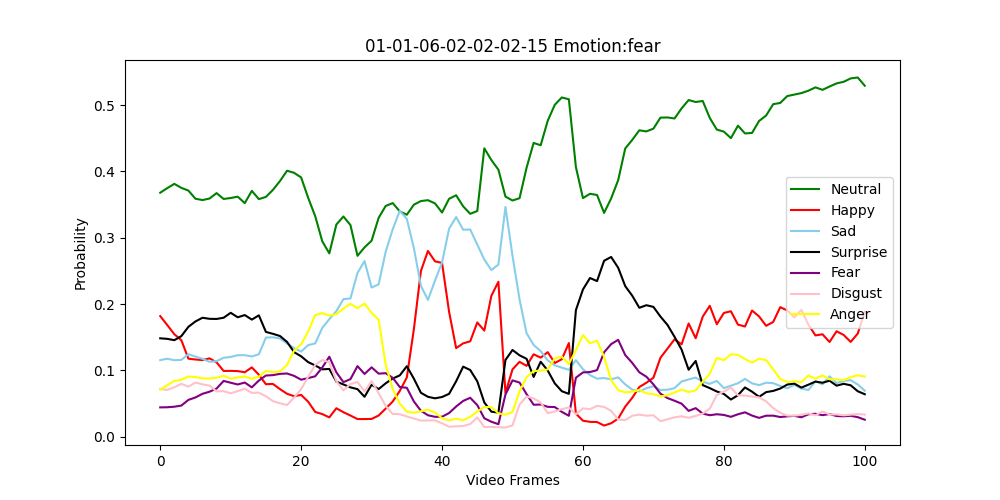 01-01-06-02-02-02-15 Emotion:fear
Probability
0.5
0.4
0.3
0.2
0.1
0.0
Neutral
Happy
Sad
Surprise
Fear
Disgust
Anger
0 20 40 60 80 100
Video Frames